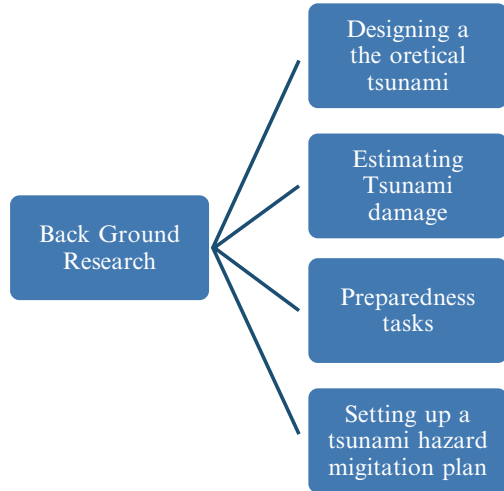 Designing a
the oretical
tsunami
Estimating
Tsunami
damage
Back Ground
Research
Preparedness
tasks
Setting up a
tsunami hazard
migitation plan